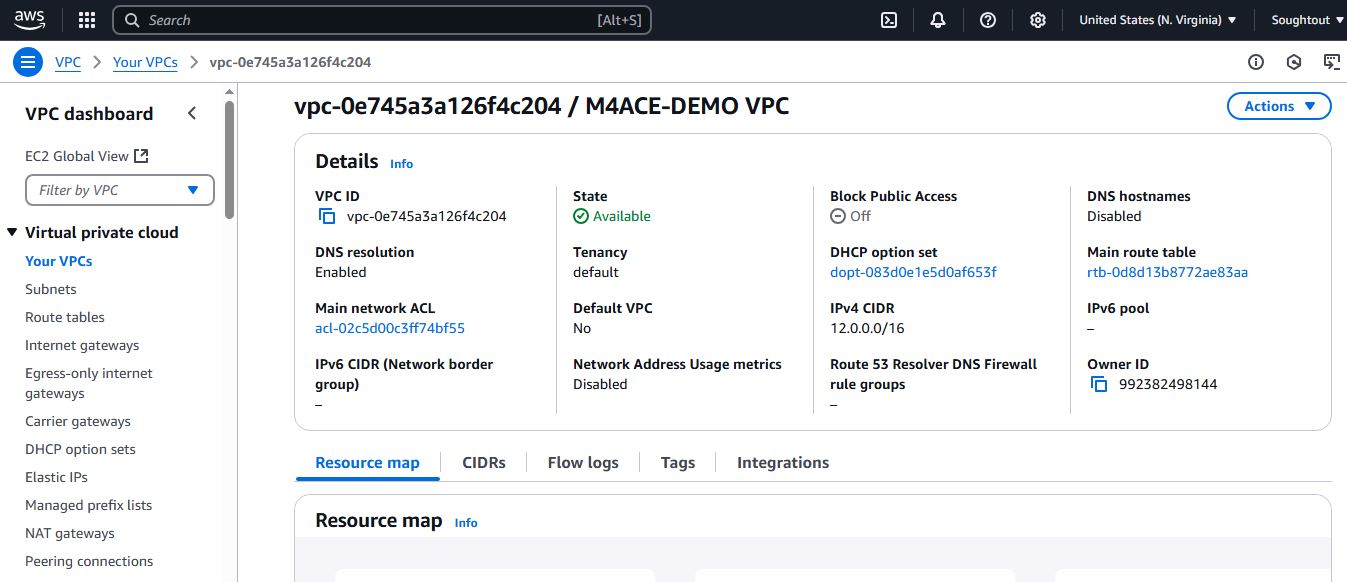 aws
Search [Alt+S] United States (N. Virginia) Soughtout
VPC Your VPCs vpc-0e745a3a126f4c204
VPC dashboard
EC2 Global View
Filter by VPC
Virtual private cloud
Your VPCs
Subnets
Route tables
Internet gateways
Egress-only internet
gateways
Carrier gateways
DHCP option sets
Elastic IPs
Managed prefix lists
NAT gateways
Peering connections
vpc-0e745a3a126f4c204 / M4ACE-DEMO VPC
Actions
Details Info
VPC ID
vpc-0e745a3a126f4c204
State
Available
Block Public Access
Off
DNS hostnames
Disabled
DNS resolution
Enabled
Tenancy
default
DHCP option set
dopt-083d0e1e5d0af653f
Main route table
rtb-0d8d13b8772ae83aa
Main network ACL
acl-02c5d00c3ff74bf55
Default VPC
No
IPv4 CIDR
12.0.0.0/16
IPv6 pool
–
IPv6 CIDR (Network border
group)
–
Network Address Usage metrics
Disabled
Route 53 Resolver DNS Firewall
rule groups
–
Owner ID
992382498144
Resource map CIDRs Flow logs Tags Integrations
Resource map Info